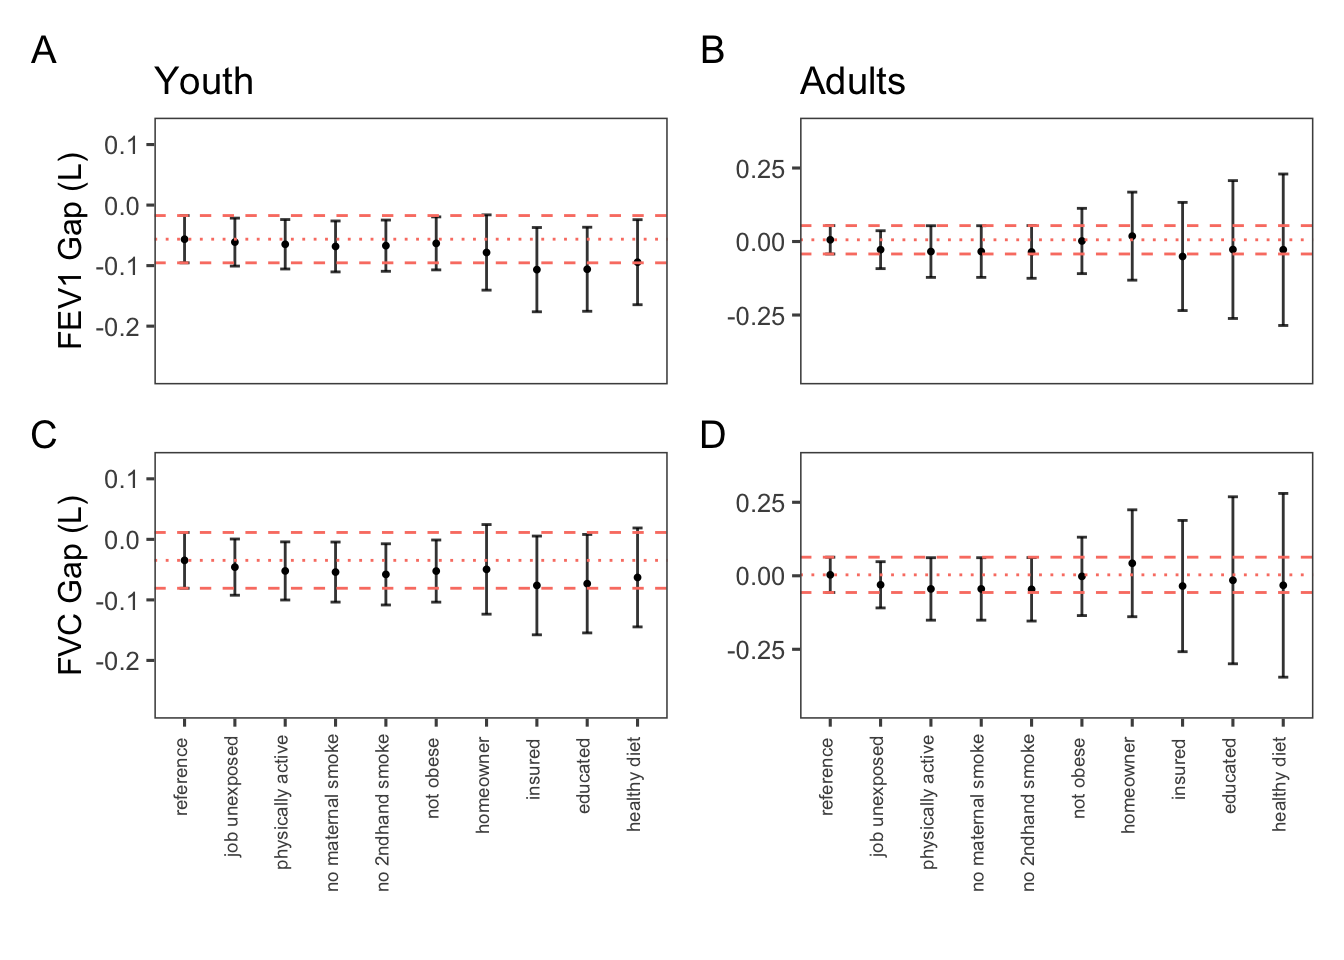 A
B
Youth
Adults
FEV1 Gap (L)
0.1
0.0
-0.1
-0.2
0.25
0.00
-0.25
C
D
FVC Gap (L)
0.1
0.0
-0.1
-0.2
0.25
0.00
-0.25
reference
job unexposed
physically active
no maternal smoke
no 2ndhand smoke
not obese
homeowner
insured
educated
healthy diet
reference
job unexposed
physically active
no maternal smoke
no 2ndhand smoke
not obese
homeowner
insured
educated
healthy diet